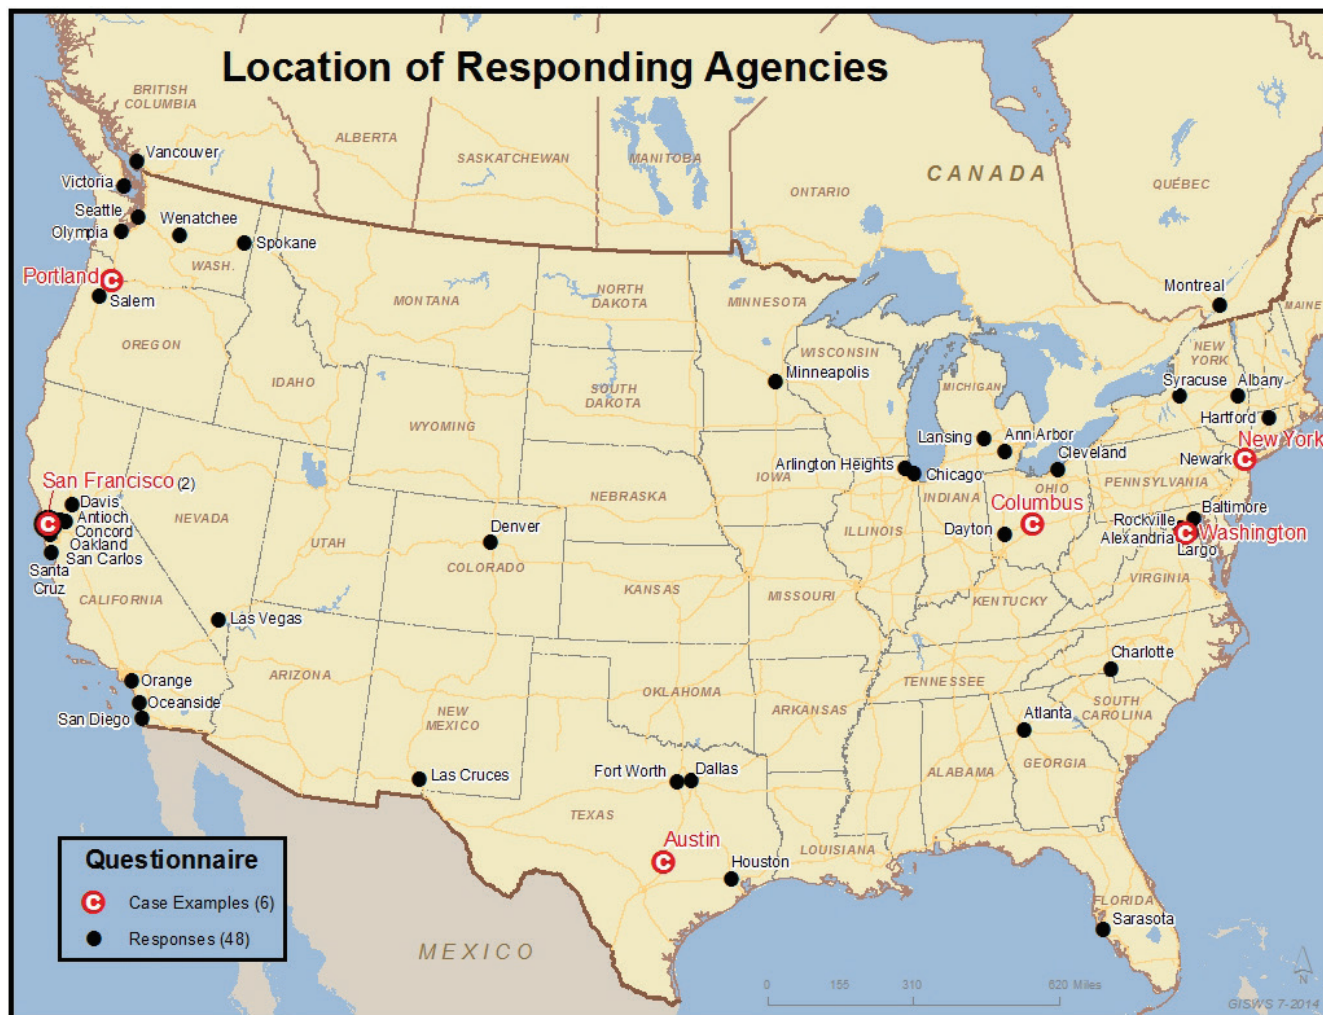 Location of Responding Agencies
BRITISH
COLUMBIA
ALBERTA
SASKATCHEWAN
MANITOBA
ONTARIO
CANADA
QUÉBEC
Vancouver
Victoria
Seattle
Wenatchee
Olympia
Spokane
WASH.
Portland
C
Salem
OREGON
IDAHO
MONTANA
NORTH
DAKOTA
MINNESOTA
Montreal
MAINE
WISCONSIN
NEW
YORK
Minneapolis
MICHIGAN
Syracuse
Albany
SOUTH
DAKOTA
WYOMING
Hartford
Lansing
Ann Arbor
New York
C
Newark
Cleveland
Arlington Heights
Chicago
IOWA
INDIANA
OHIO
PENNSYLVANIA
San Francisco (2)
C
Davis
Antioch
Concord
Oakland
San Carlos
Santa
Cruz
NEVADA
NEBRASKA
Columbus
C
Dayton
Baltimore
Rockville
Alexandria
C
Washington
Largo
Denver
UTAH
COLORADO
ILLINOIS
CALIFORNIA
KANSAS
MISSOURI
KENTUCKY
VIRGINIA
Las Vegas
Charlotte
Orange
Oceanside
San Diego
ARIZONA
NEW
MEXICO
OKLAHOMA
ARKANSAS
TENNESSEE
SOUTH
CAROLINA
Atlanta
GEORGIA
ALABAMA
Las Cruces
Fort Worth
Dallas
TEXAS
Austin
C
LOUISIANA
Houston
FLORIDA
Sarasota
MEXICO
Questionnaire
C
Case Examples (6)
Responses (48)
0 155 310 620 Miles
N
GISWS 7-2014